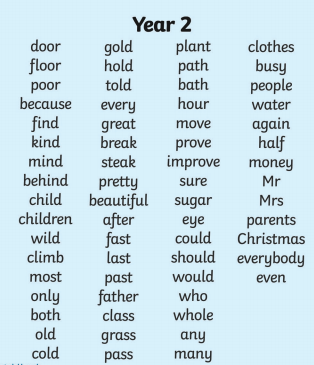 Year 2
door gold plant clothes
floor hold path busy
poor told bath people
because every hour water
find great move again
kind break prove half
mind steak improve money
behind pretty sure Mr
child beautiful sugar Mrs
children after eye parents
wild fast could Christmas
climb last should everybody
most past would even
only father who
both class whole
old grass any
cold pass many